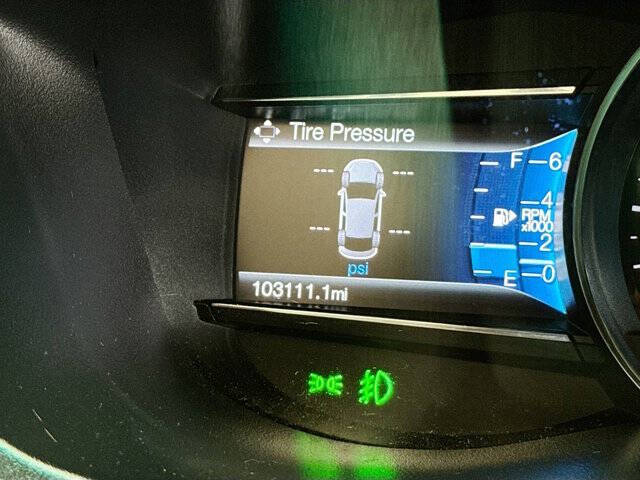 Tire Pressure
--- ---
--- ---
psi
103111.1mi
F 6
4
RPM
x1000
2
E 0